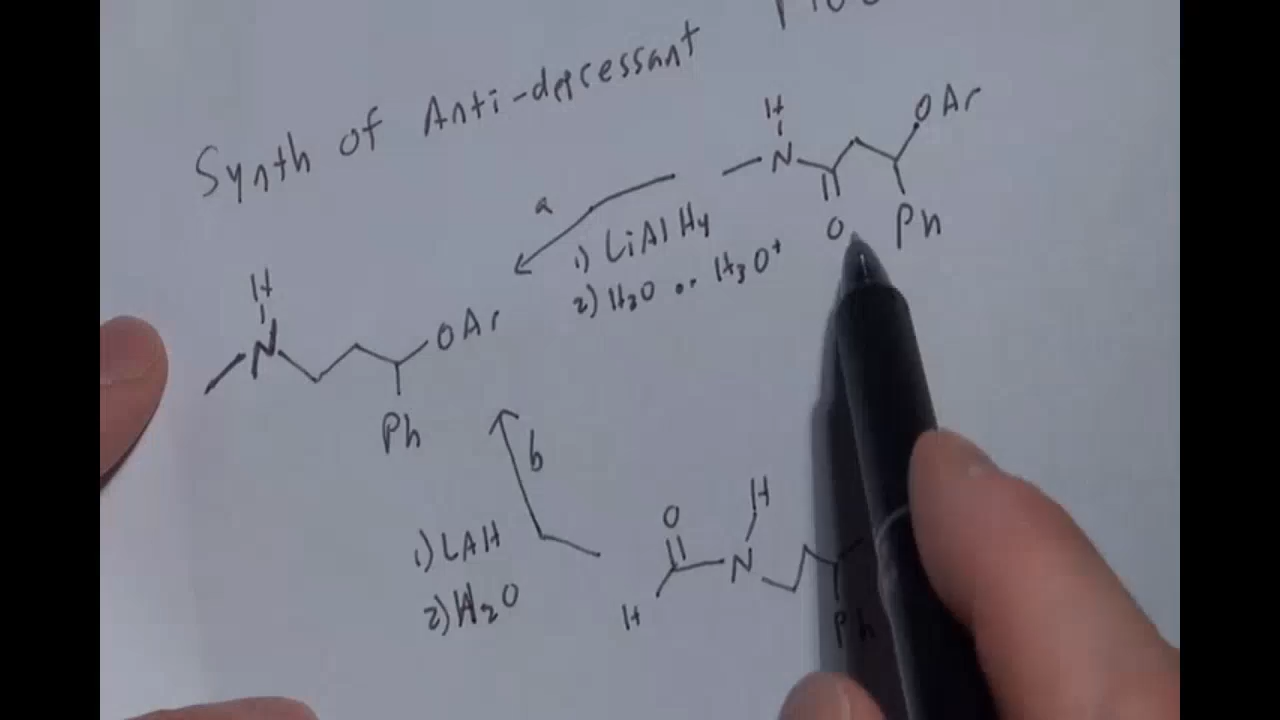 Synth of Anti-depressant
H
N
O
OAr
Ph
a
1) LiAlH4
2) H2O or H3O+
H
N
OAr
Ph
b
1) LAH
2) H2O
O
H
N
H
Ph